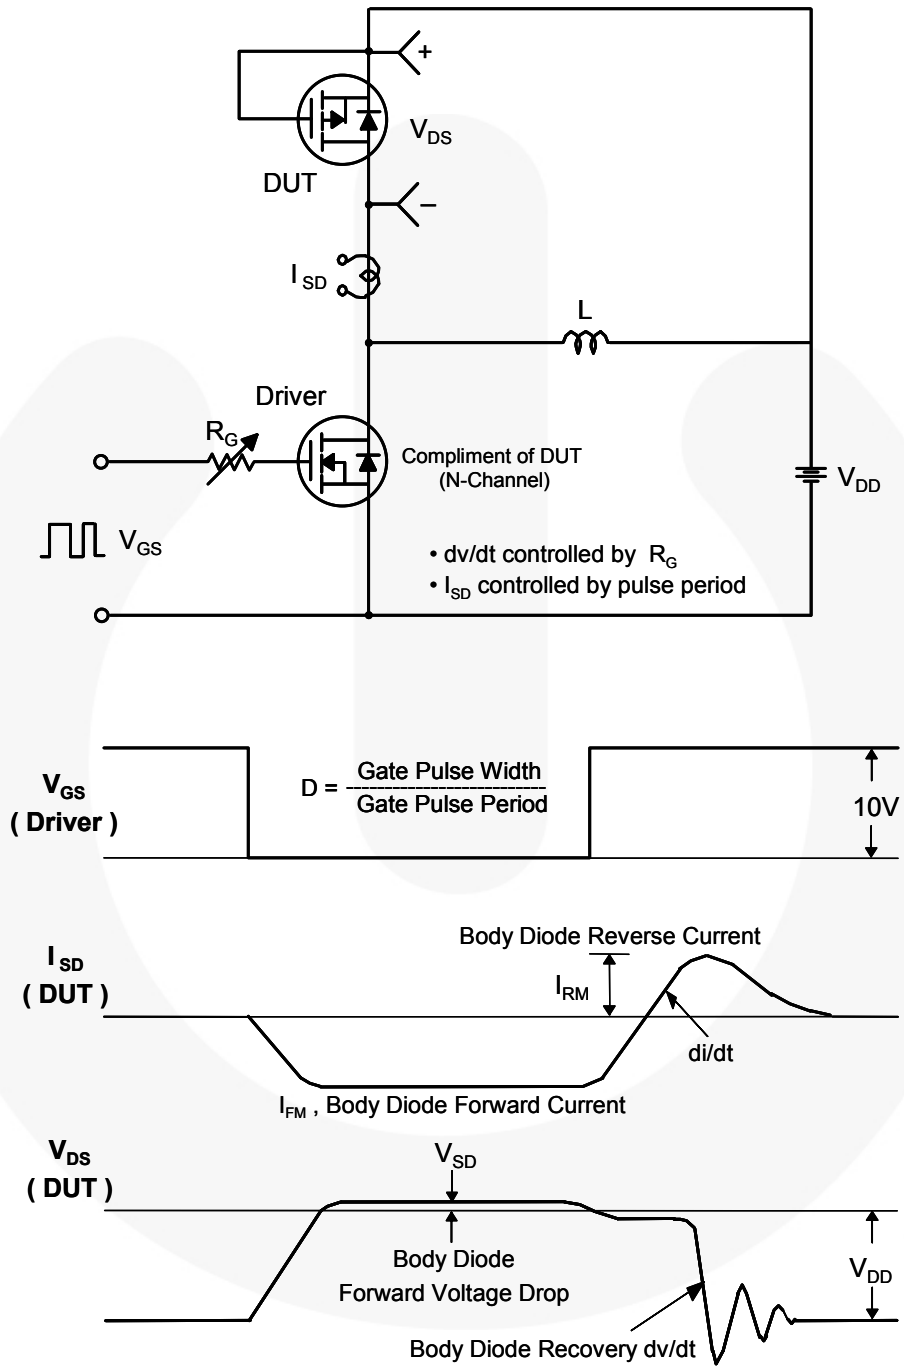 +
V_DS
DUT
–
I_SD
L
Driver
R_G
Compliment of DUT
(N-Channel)
V_DD
V_GS
• dv/dt controlled by R_G
• I_SD controlled by pulse period
V_GS
( Driver )
D = Gate Pulse Width
--------------------------
Gate Pulse Period
10V
I_SD
( DUT )
Body Diode Reverse Current
I_RM
di/dt
I_FM , Body Diode Forward Current
V_DS
( DUT )
V_SD
Body Diode
Forward Voltage Drop
V_DD
Body Diode Recovery dv/dt